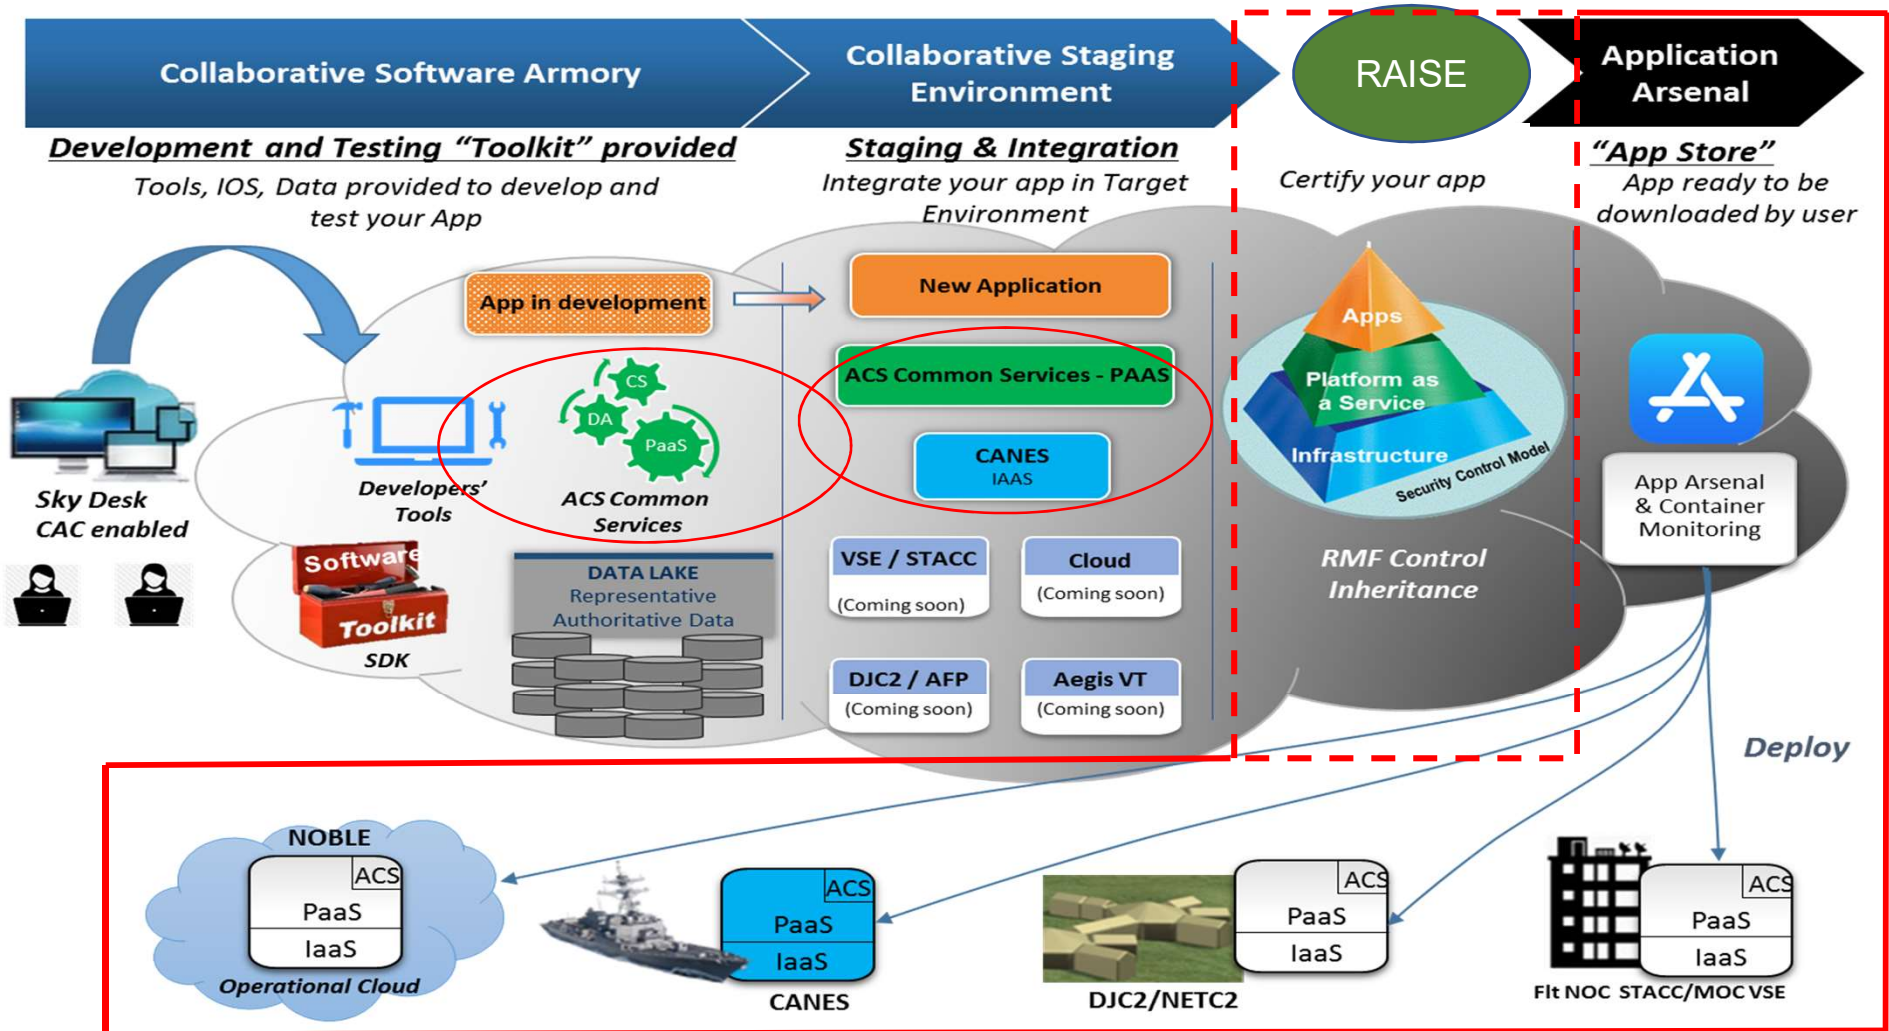 Collaborative Software Armory
Collaborative Staging
Environment
RAISE
Application
Arsenal
Development and Testing “Toolkit” provided
Tools, IOS, Data provided to develop and
test your App
Staging & Integration
Integrate your app in Target
Environment
Certify your app
“App Store”
App ready to be
downloaded by user
App in development
New Application
CS
DA
PaaS
ACS Common
Services
Developers’
Tools
Sky Desk
CAC enabled
Software
Toolkit
SDK
DATA LAKE
Representative
Authoritative Data
ACS Common Services - PAAS
CANES
IAAS
VSE / STACC
(Coming soon)
Cloud
(Coming soon)
DJC2 / AFP
(Coming soon)
Aegis VT
(Coming soon)
Apps
Platform as
a Service
Infrastructure
Security Control Model
RMF Control
Inheritance
App Arsenal
& Container
Monitoring
Deploy
NOBLE
ACS
PaaS
IaaS
Operational Cloud
ACS
PaaS
IaaS
CANES
ACS
PaaS
IaaS
DJC2/NETC2
ACS
PaaS
IaaS
Flt NOC STACC/MOC VSE